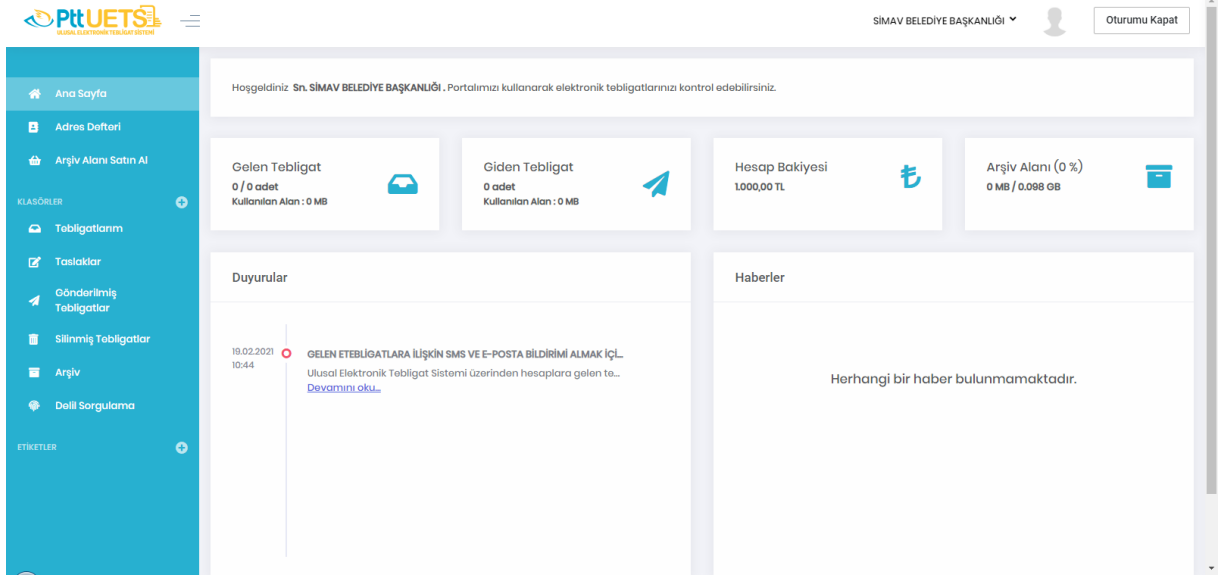 PttUETS
ULUSAL ELEKTRONİK TEBLİGAT SİSTEMİ
SİMAV BELEDİYE BAŞKANLIĞI
Oturumu Kapat
Ana Sayfa
Adres Defteri
Arşiv Alanı Satın Al
KLASÖRLER
Tebligatlarım
Taslaklar
Gönderilmiş
Tebligatlar
Silinmiş Tebligatlar
Arşiv
Delil Sorgulama
ETİKETLER
Hoşgeldiniz Sn. SİMAV BELEDİYE BAŞKANLIĞI . Portalımızı kullanarak elektronik tebligatlarınızı kontrol edebilirsiniz.
Gelen Tebligat
0 / 0 adet
Kullanılan Alan : 0 MB
Giden Tebligat
0 adet
Kullanılan Alan : 0 MB
Hesap Bakiyesi
1.000,00 TL
Arşiv Alanı (0 %)
0 MB / 0.098 GB
Duyurular
19.02.2021
10:44
GELEN ETEBLİGATLARA İLİŞKİN SMS VE E-POSTA BİLDİRİMİ ALMAK İÇİ...
Ulusal Elektronik Tebligat Sistemi üzerinden hesaplara gelen te...
Devamını oku...
Haberler
Herhangi bir haber bulunmamaktadır.